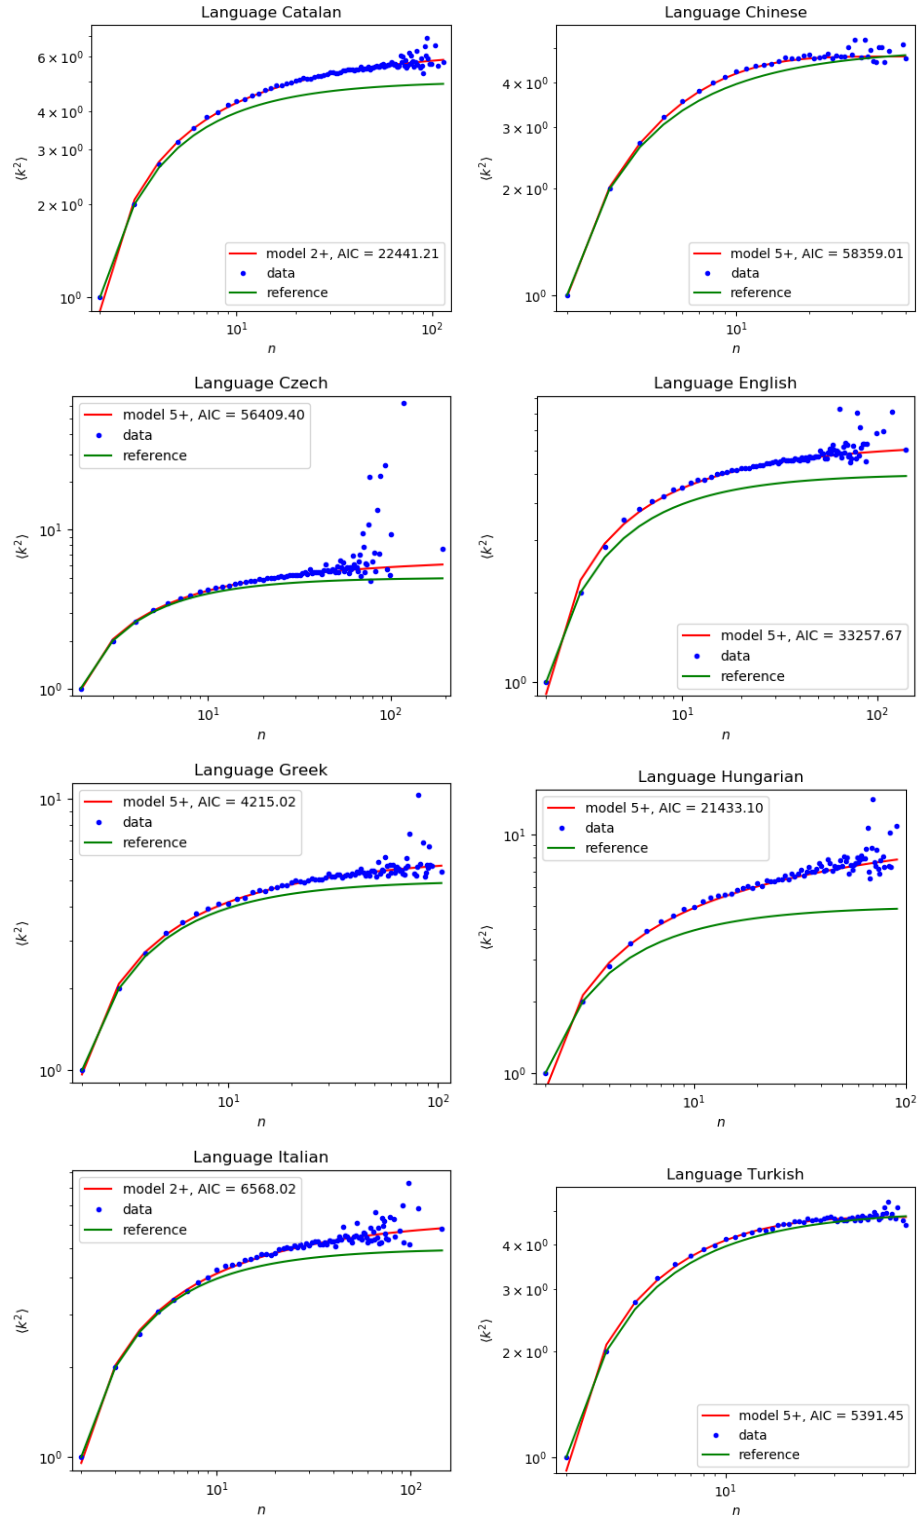 Language Catalan
6 × 10⁰
4 × 10⁰
3 × 10⁰
2 × 10⁰
10⁰
⟨k²⟩
model 2+, AIC = 22441.21
data
reference
10¹
10²
n
Language Chinese
4 × 10⁰
3 × 10⁰
2 × 10⁰
10⁰
⟨k²⟩
model 5+, AIC = 58359.01
data
reference
10¹
n
Language Czech
model 5+, AIC = 56409.40
data
reference
10¹
10⁰
⟨k²⟩
10¹
10²
n
Language English
10⁰
⟨k²⟩
model 5+, AIC = 33257.67
data
reference
10¹
10²
n
Language Greek
10¹
model 5+, AIC = 4215.02
data
reference
⟨k²⟩
10⁰
10¹
10²
n
Language Hungarian
model 5+, AIC = 21433.10
data
reference
10¹
⟨k²⟩
10⁰
10¹
10²
n
Language Italian
model 2+, AIC = 6568.02
data
reference
⟨k²⟩
10⁰
10¹
10²
n
Language Turkish
4 × 10⁰
3 × 10⁰
2 × 10⁰
10⁰
⟨k²⟩
model 5+, AIC = 5391.45
data
reference
10¹
n